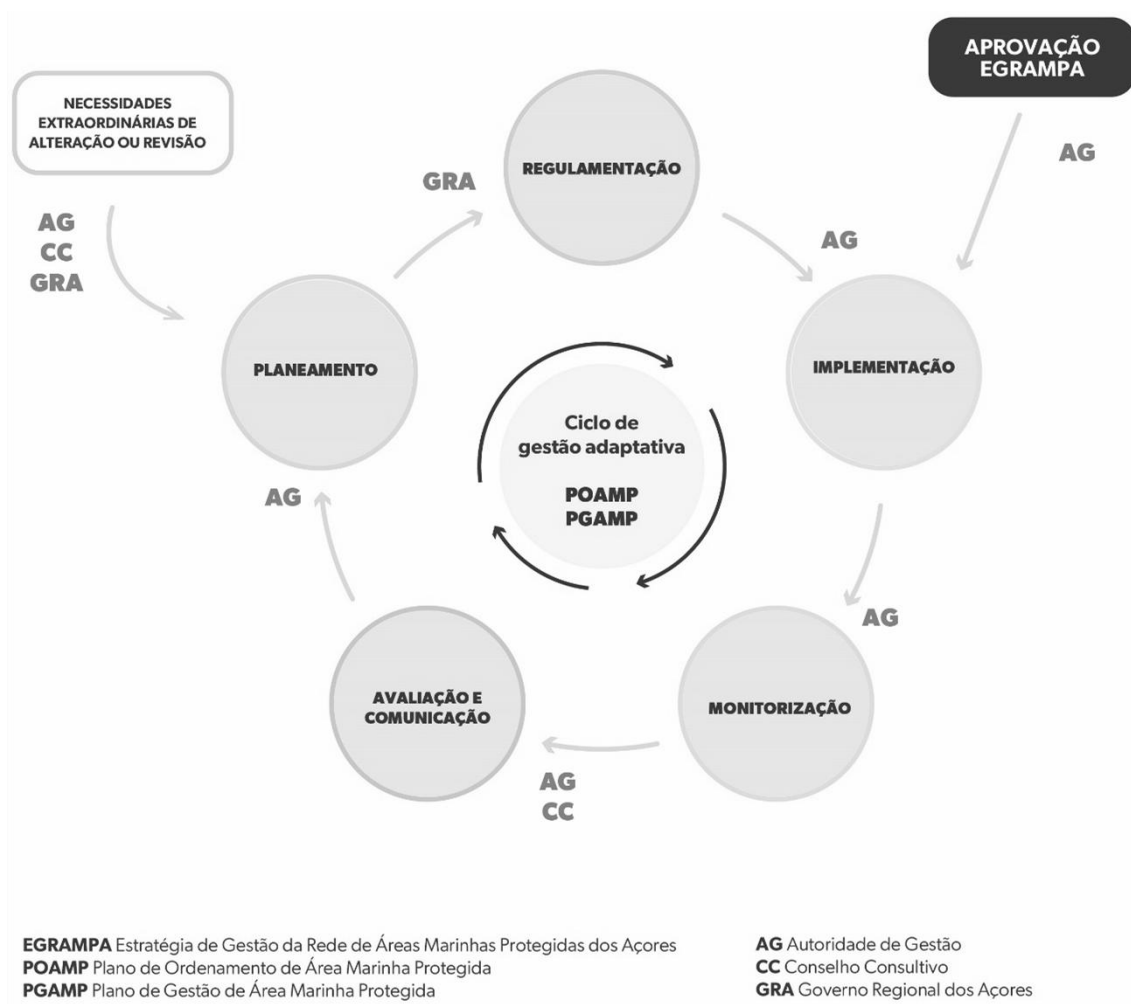 APROVAÇÃO
EGRAMPA
NECESSIDADES
EXTRAORDINÁRIAS DE
ALTERAÇÃO OU REVISÃO
AG
GRA
REGULAMENTAÇÃO
AG
CC
GRA
AG
PLANEAMENTO
IMPLEMENTAÇÃO
Ciclo de
gestão adaptativa
POAMP
PGAMP
AG
AG
AVALIAÇÃO E
COMUNICAÇÃO
MONITORIZAÇÃO
AG
CC
EGRAMPA Estratégia de Gestão da Rede de Áreas Marinhas Protegidas dos Açores
POAMP Plano de Ordenamento de Área Marinha Protegida
PGAMP Plano de Gestão de Área Marinha Protegida
AG Autoridade de Gestão
CC Conselho Consultivo
GRA Governo Regional dos Açores